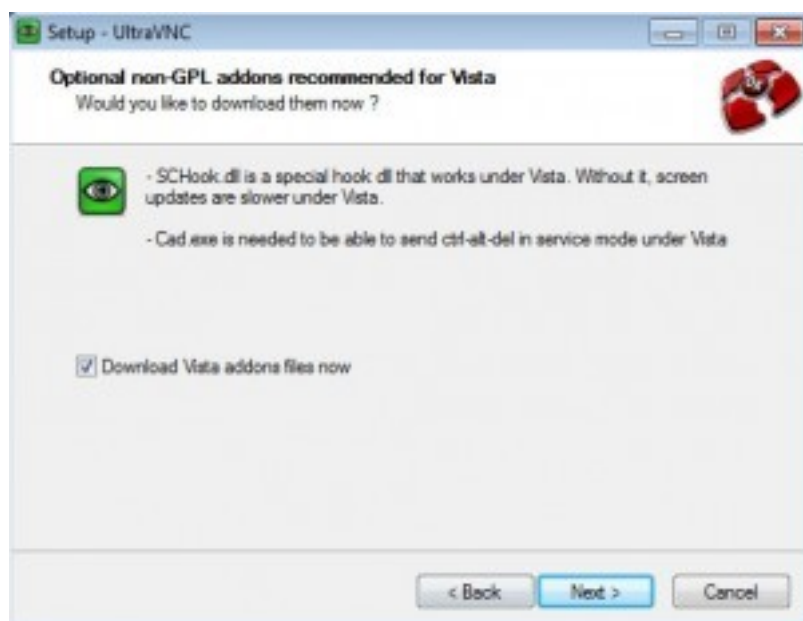 Setup - UltraVNC
Optional non-GPL addons recommended for Vista
Would you like to download them now ?
- SCHook.dll is a special hook dll that works under Vista. Without it, screen
updates are slower under Vista.
- Cad.exe is needed to be able to send ctrl-alt-del in service mode under Vista
Download Vista addons files now
< Back
Next >
Cancel